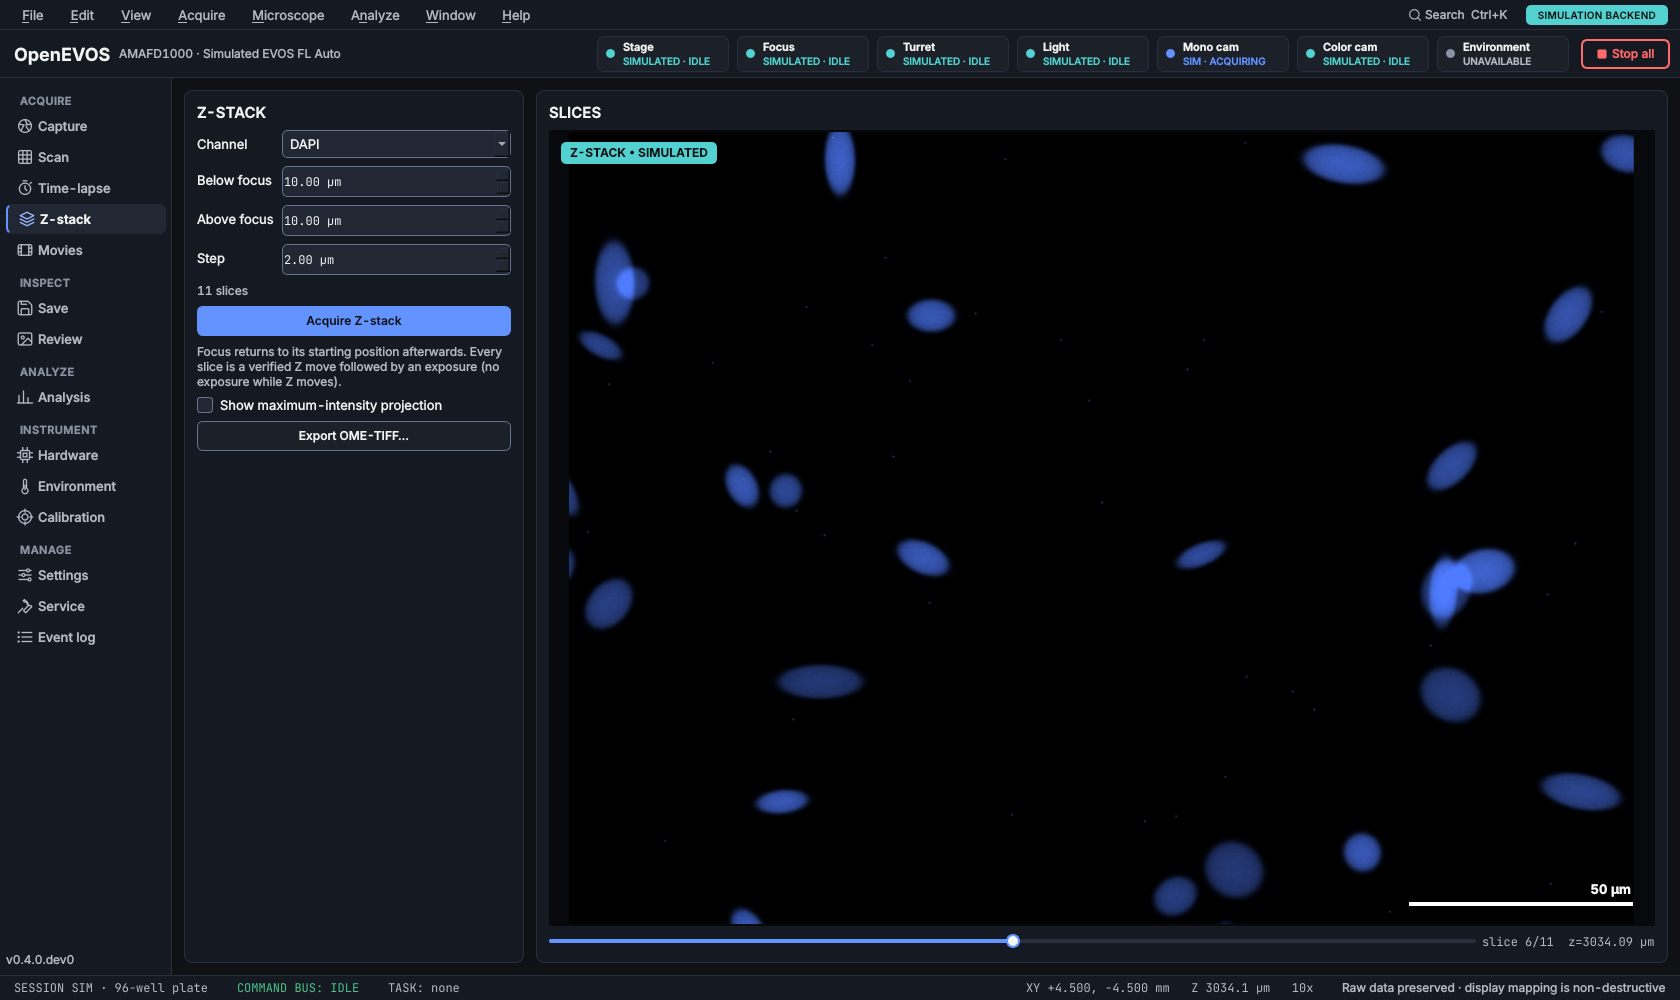 File Edit View Acquire Microscope Analyze Window Help Search Ctrl+K SIMULATION BACKEND
OpenEVOS AMAFD1000 · Simulated EVOS FL Auto
Stage
SIMULATED · IDLE
Focus
SIMULATED · IDLE
Turret
SIMULATED · IDLE
Light
SIMULATED · IDLE
Mono cam
SIM · ACQUIRING
Color cam
SIMULATED · IDLE
Environment
UNAVAILABLE
Stop all
ACQUIRE
Capture
Scan
Time-lapse
Z-stack
Movies
INSPECT
Save
Review
ANALYZE
Analysis
INSTRUMENT
Hardware
Environment
Calibration
MANAGE
Settings
Service
Event log
v0.4.0.dev0
Z-STACK
Channel DAPI
Below focus 10.00 µm
Above focus 10.00 µm
Step 2.00 µm
11 slices
Acquire Z-stack
Focus returns to its starting position afterwards. Every
slice is a verified Z move followed by an exposure (no
exposure while Z moves).
Show maximum-intensity projection
Export OME-TIFF...
SLICES
Z-STACK • SIMULATED
50 µm
slice 6/11 z=3034.09 µm
SESSION SIM · 96-well plate COMMAND BUS: IDLE TASK: none XY +4.500, -4.500 mm Z 3034.1 µm 10x Raw data preserved · display mapping is non-destructive